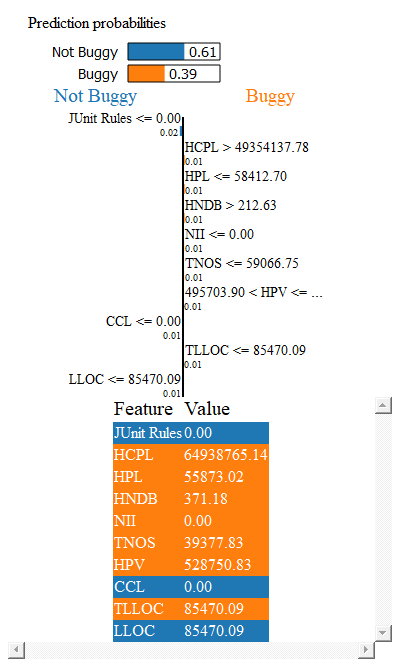 Prediction probabilities
Not Buggy 0.61
Buggy 0.39
Not Buggy Buggy
JUnit Rules <= 0.00
0.02
HCPL > 49354137.78
0.01
HPL <= 58412.70
0.01
HNDB > 212.63
0.01
NII <= 0.00
0.01
TNOS <= 59066.75
0.01
495703.90 < HPV <= ...
0.01
CCL <= 0.00
0.01
TLLOC <= 85470.09
0.01
LLOC <= 85470.09
0.01
Feature Value
JUnit Rules 0.00
HCPL 64938765.14
HPL 55873.02
HNDB 371.18
NII 0.00
TNOS 39377.83
HPV 528750.83
CCL 0.00
TLLOC 85470.09
LLOC 85470.09